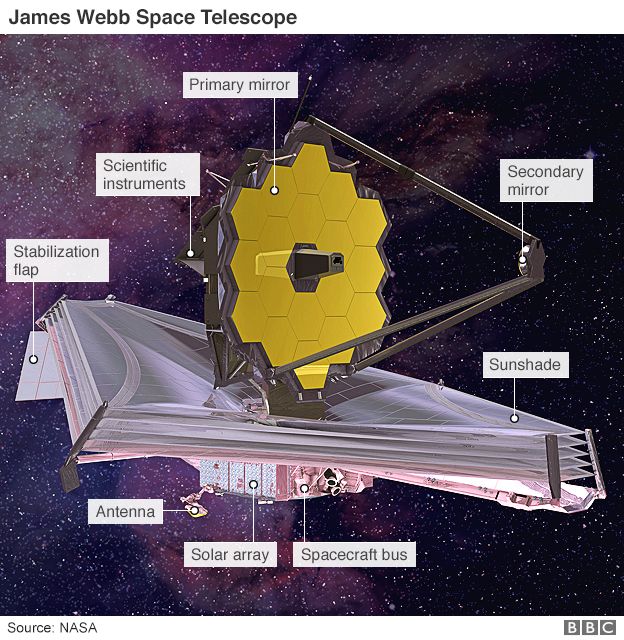 James Webb Space Telescope
Primary mirror
Scientific
instruments
Secondary
mirror
Stabilization
flap
Sunshade
Antenna
Solar array
Spacecraft bus
Source: NASA
BBC